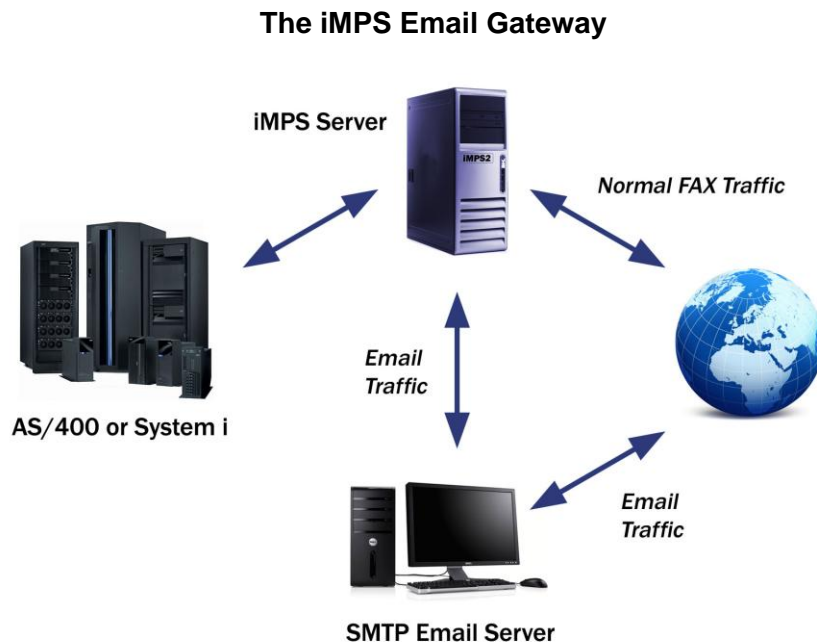 The iMPS Email Gateway
iMPS Server
iMPS2
Normal FAX Traffic
Email
Traffic
AS/400 or System i
Email
Traffic
SMTP Email Server